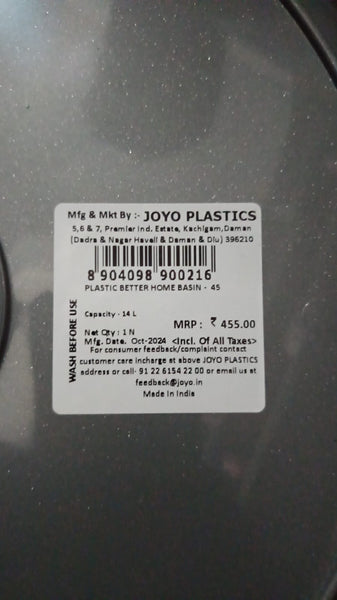 Mfg & Mkt By :- JOYO PLASTICS
5,6 & 7, Premier Ind. Estate, Kachigam, Daman
(Dadra & Nagar Haveli & Daman & Diu) 396210
8 904098 900216
PLASTIC BETTER HOME BASIN - 45
WASH BEFORE USE
Capacity - 14 L
MRP : ₹ 455.00
Net Qty : 1 N
Mfg. Date. Oct-2024 <Incl. Of All Taxes>
For consumer feedback/complaint contact
customer care incharge at above JOYO PLASTICS
address or call- 91 22 6154 22 00 or email us at
feedback@joyo.in
Made in India